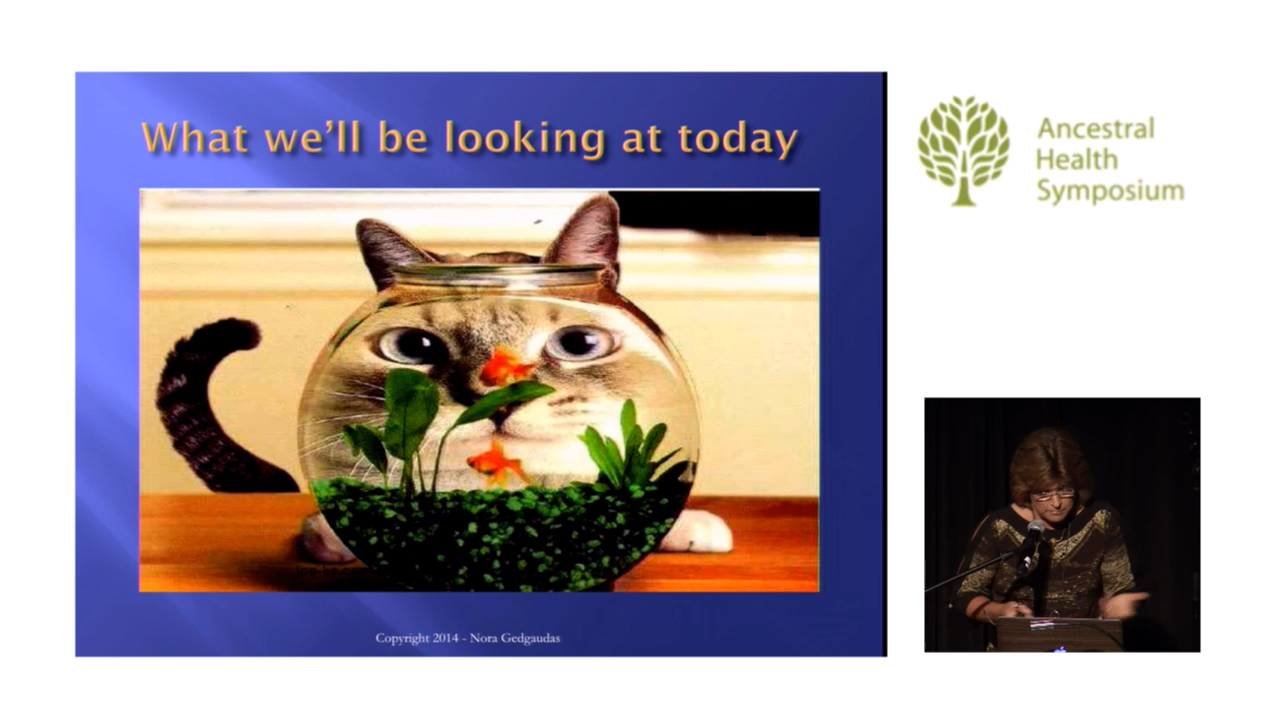 What we'll be looking at today
Ancestral
Health
Symposium
Copyright 2014 - Nora Gedgaudas